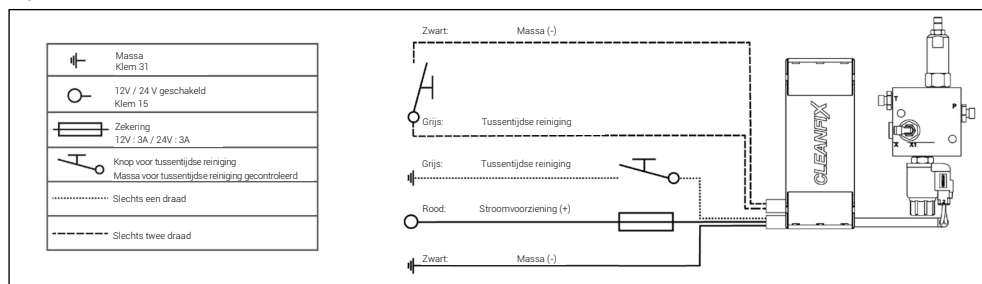 Massa
Klem 31
12V / 24 V geschakeld
Klem 15
Zekering
12V : 3A / 24V : 3A
Knop voor tussentijdse reiniging
Massa voor tussentijdse reiniging gecontroleerd
Slechts een draad
Slechts twee draad
Zwart: Massa (-)
Grijs: Tussentijdse reiniging
Grijs: Tussentijdse reiniging
Rood: Stroomvoorziening (+)
Zwart: Massa (-)
CLEANFIX
T
P
X X1